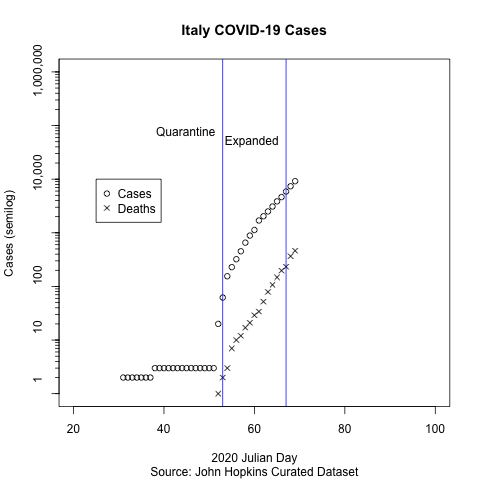 Italy COVID-19 Cases
1,000,000
10,000
100
10
1
Cases (semilog)
Quarantine
Expanded
Cases
Deaths
20
40
60
80
100
2020 Julian Day
Source: John Hopkins Curated Dataset